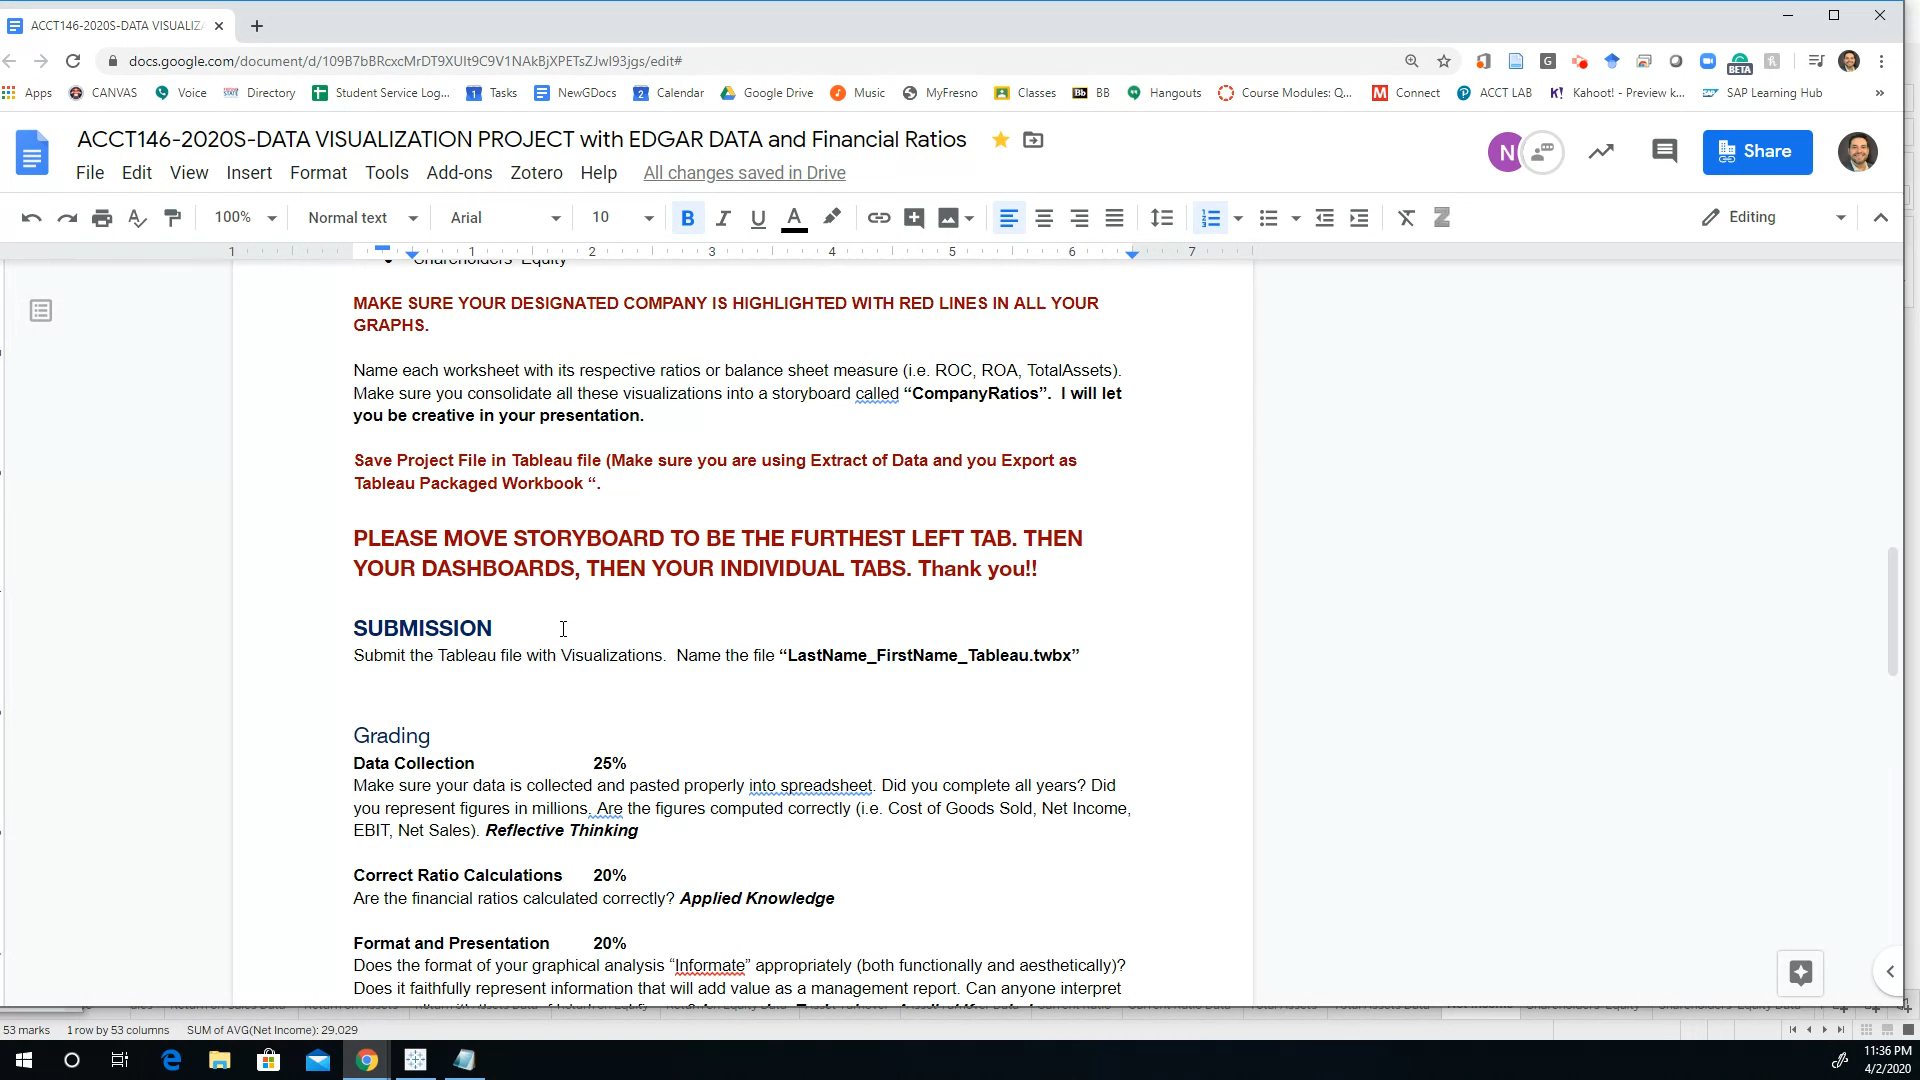 ACCT146-2020S-DATA VISUALIZA
docs.google.com/document/d/109B7bBRcxcMrDT9XUIt9C9V1NAkBjXPETsZJwI93jgs/edit#
Apps CANVAS Voice Directory Student Service Log... Tasks NewGDocs Calendar Google Drive Music MyFresno Classes BB Hangouts Course Modules: Q... Connect ACCT LAB Kahoot! - Preview k... SAP Learning Hub »
BETA
ACCT146-2020S-DATA VISUALIZATION PROJECT with EDGAR DATA and Financial Ratios
N
Share
File Edit View Insert Format Tools Add-ons Zotero Help All changes saved in Drive
100% Normal text Arial 10 B I U A Editing
1 1 2 3 4 5 6 7
Shareholders' Equity
MAKE SURE YOUR DESIGNATED COMPANY IS HIGHLIGHTED WITH RED LINES IN ALL YOUR
GRAPHS.
Name each worksheet with its respective ratios or balance sheet measure (i.e. ROC, ROA, TotalAssets).
Make sure you consolidate all these visualizations into a storyboard called “CompanyRatios”. I will let
you be creative in your presentation.
Save Project File in Tableau file (Make sure you are using Extract of Data and you Export as
Tableau Packaged Workbook “.
PLEASE MOVE STORYBOARD TO BE THE FURTHEST LEFT TAB. THEN
YOUR DASHBOARDS, THEN YOUR INDIVIDUAL TABS. Thank you!!
SUBMISSION
Submit the Tableau file with Visualizations. Name the file “LastName_FirstName_Tableau.twbx”
Grading
Data Collection 25%
Make sure your data is collected and pasted properly into spreadsheet. Did you complete all years? Did
you represent figures in millions. Are the figures computed correctly (i.e. Cost of Goods Sold, Net Income,
EBIT, Net Sales). Reflective Thinking
Correct Ratio Calculations 20%
Are the financial ratios calculated correctly? Applied Knowledge
Format and Presentation 20%
Does the format of your graphical analysis “Informate” appropriately (both functionally and aesthetically)?
Does it faithfully represent information that will add value as a management report. Can anyone interpret
53 marks 1 row by 53 columns SUM of AVG(Net Income): 29,029
11:36 PM
4/2/2020